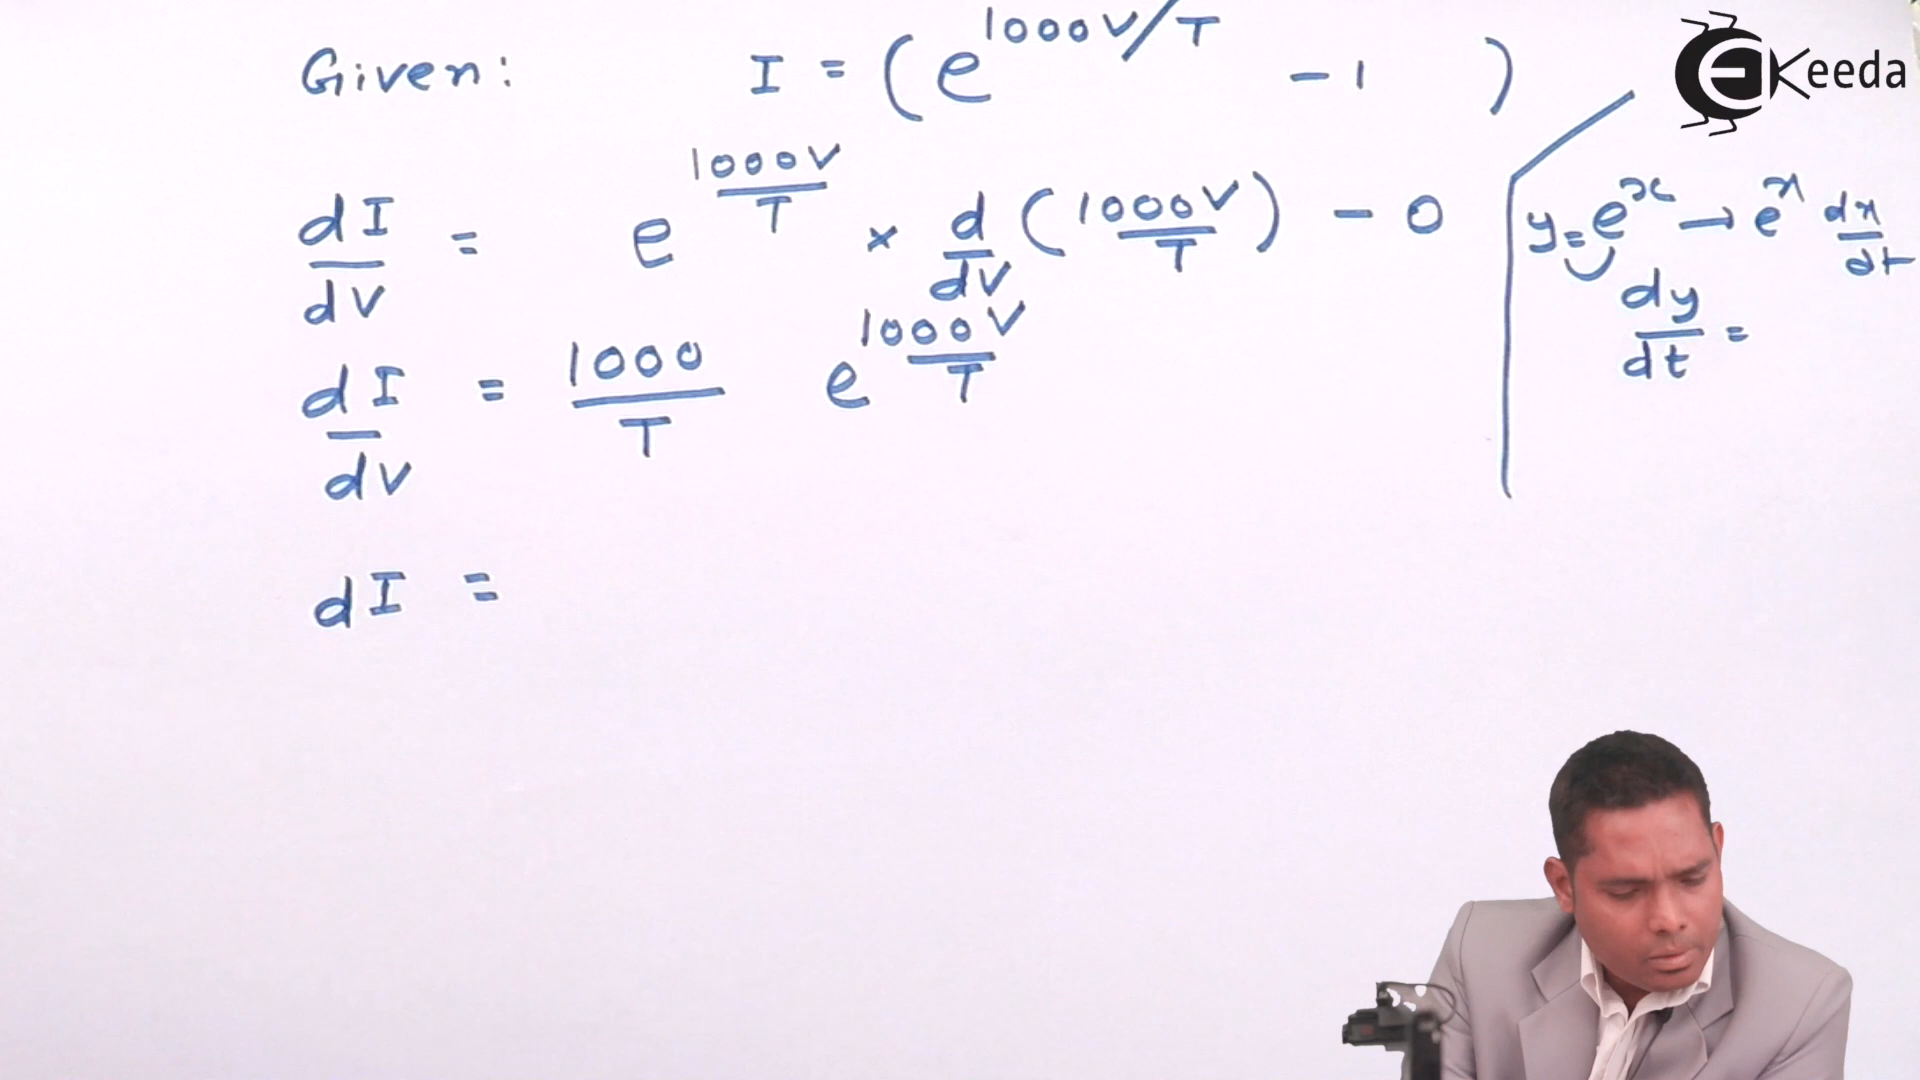 Given: I = (e^1000V/T - 1)
Keeda
dI/dV = e^1000V/T × d/dV (1000V/T) - 0
y = e^x → e^x dx/dt
dy/dt =
dI/dV = 1000/T e^1000V/T
dI =